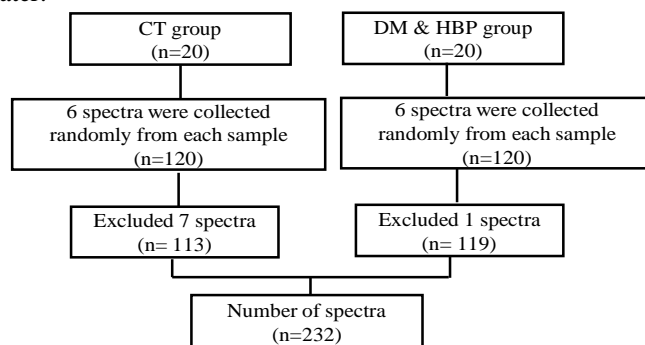 CT group
(n=20)
DM & HBP group
(n=20)
6 spectra were collected
randomly from each sample
(n=120)
6 spectra were collected
randomly from each sample
(n=120)
Excluded 7 spectra
(n= 113)
Excluded 1 spectra
(n= 119)
Number of spectra
(n=232)